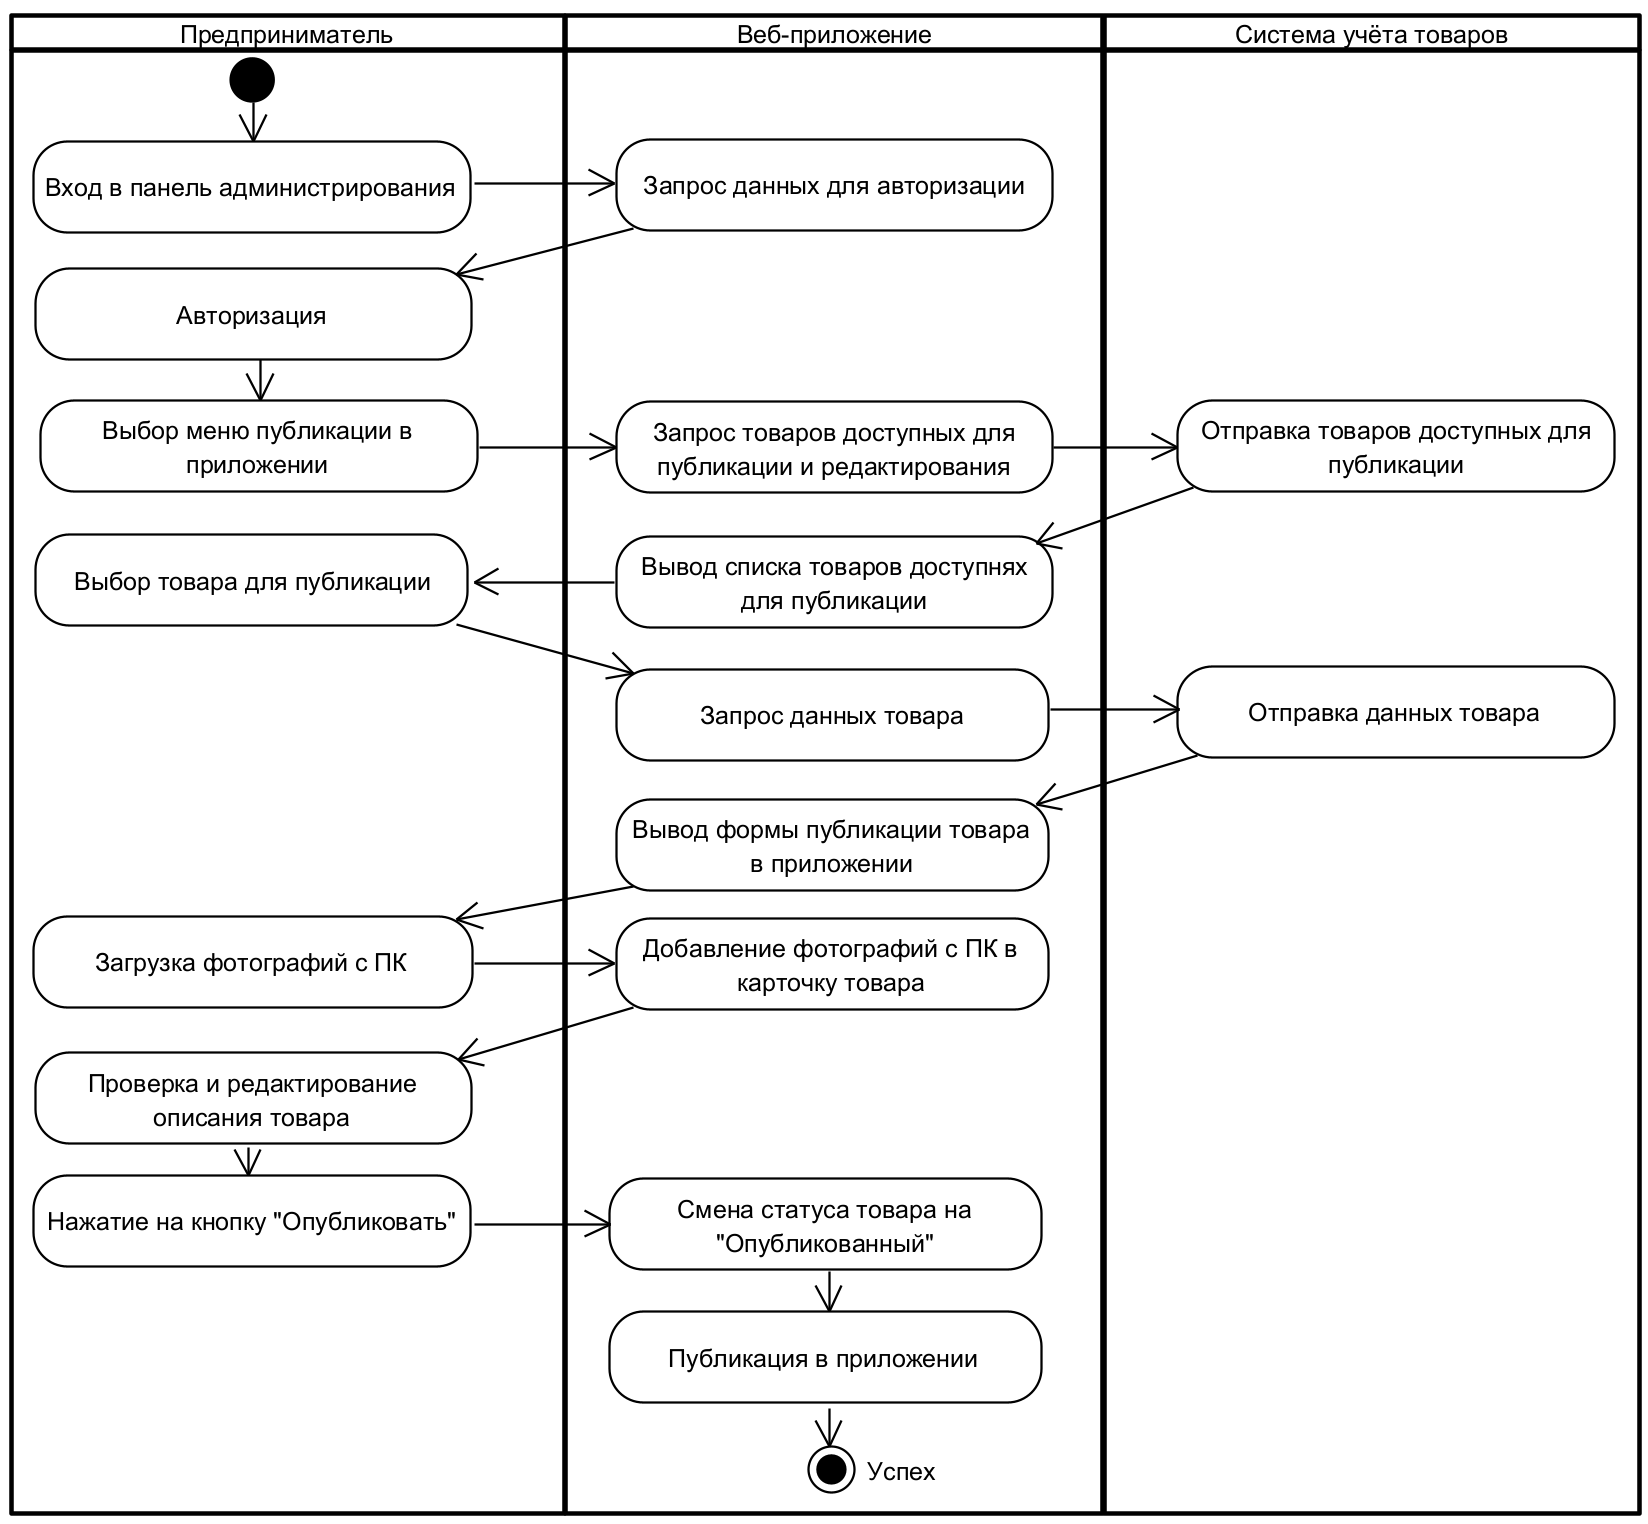 Предприниматель
Веб-приложение
Система учёта товаров
Вход в панель администрирования
Запрос данных для авторизации
Авторизация
Выбор меню публикации в
приложении
Запрос товаров доступных для
публикации и редактирования
Отправка товаров доступных для
публикации
Выбор товара для публикации
Вывод списка товаров доступнях
для публикации
Запрос данных товара
Отправка данных товара
Вывод формы публикации товара
в приложении
Загрузка фотографий с ПК
Добавление фотографий с ПК в
карточку товара
Проверка и редактирование
описания товара
Нажатие на кнопку "Опубликовать"
Смена статуса товара на
"Опубликованный"
Публикация в приложении
Успех